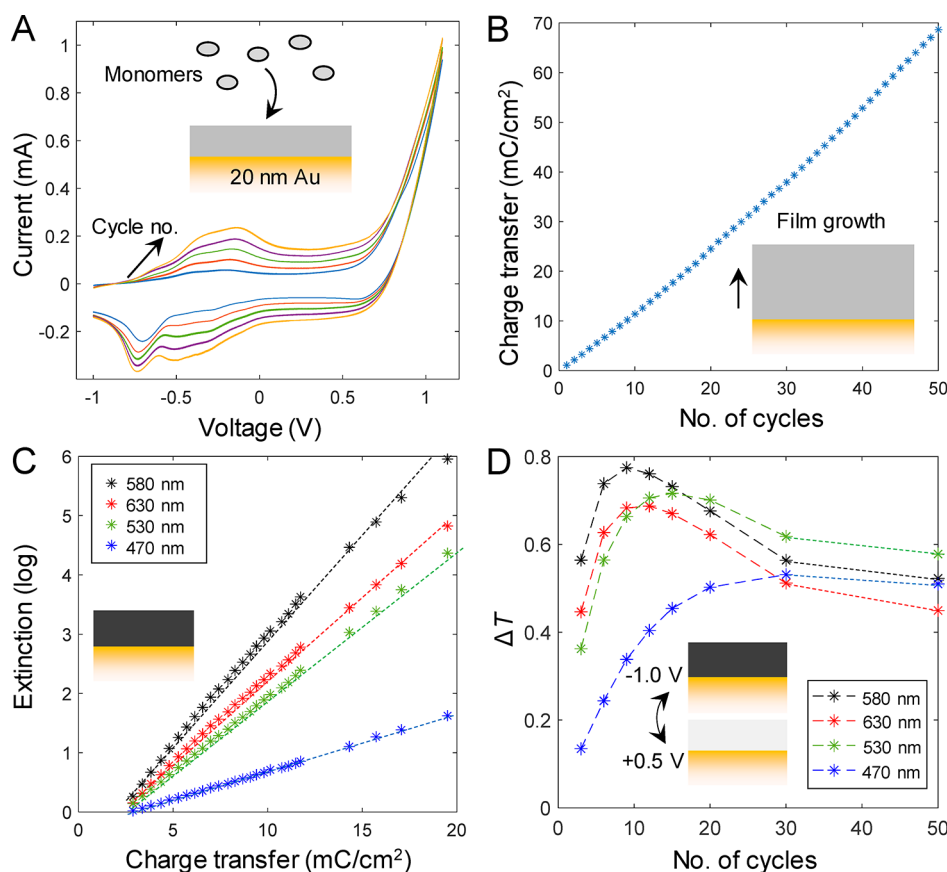 A
Monomers
20 nm Au
Cycle no.
Current (mA)
1
0.8
0.6
0.4
0.2
0
-0.2
-1
-0.5
0
0.5
1
Voltage (V)
B
Charge transfer (mC/cm²)
70
60
50
40
30
20
10
0
Film growth
0
10
20
30
40
50
No. of cycles
C
Extinction (log)
6
5
4
3
2
1
0
580 nm
630 nm
530 nm
470 nm
5
10
15
20
Charge transfer (mC/cm²)
D
ΔT
0.8
0.6
0.4
0.2
0
-1.0 V
+0.5 V
580 nm
630 nm
530 nm
470 nm
0
10
20
30
40
50
No. of cycles